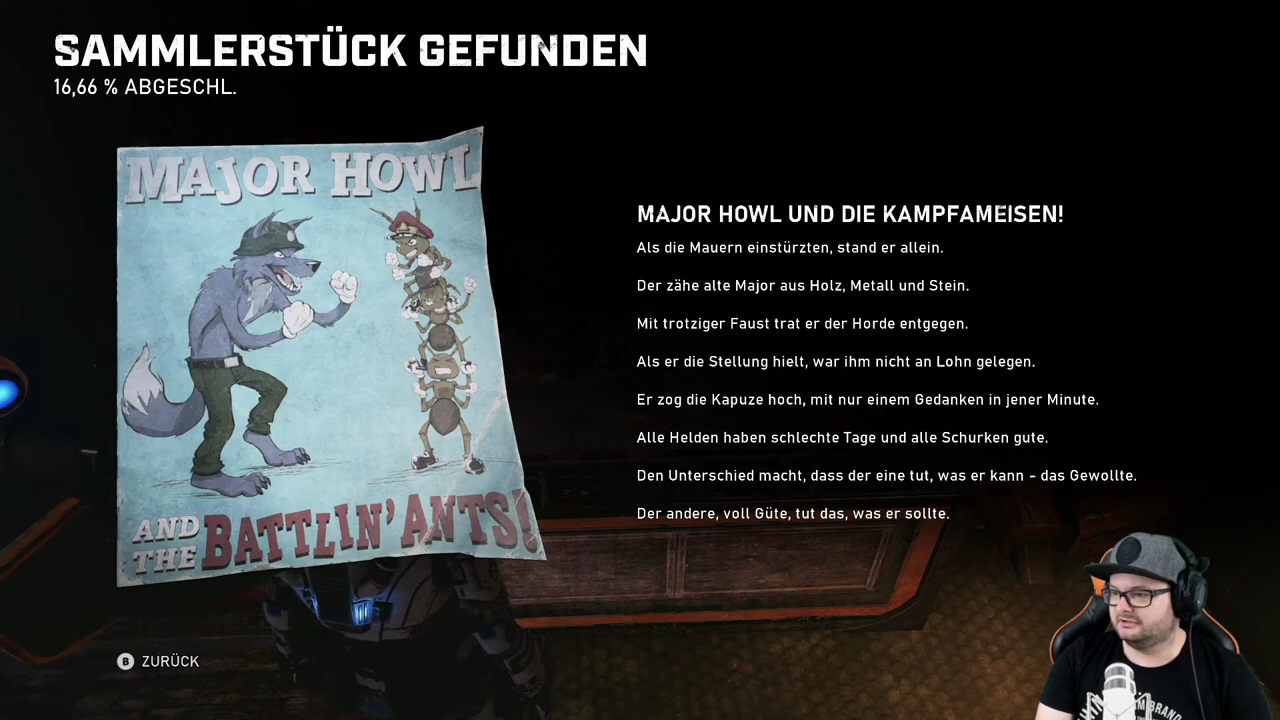 SAMMLERSTÜCK GEFUNDEN
16,66 % ABGESCHL.
MAJOR HOWL
AND
THE BATTLIN' ANTS!
MAJOR HOWL UND DIE KAMPFAMEISEN!
Als die Mauern einstürzten, stand er allein.
Der zähe alte Major aus Holz, Metall und Stein.
Mit trotziger Faust trat er der Horde entgegen.
Als er die Stellung hielt, war ihm nicht an Lohn gelegen.
Er zog die Kapuze hoch, mit nur einem Gedanken in jener Minute.
Alle Helden haben schlechte Tage und alle Schurken gute.
Den Unterschied macht, dass der eine tut, was er kann - das Gewollte.
Der andere, voll Güte, tut das, was er sollte.
B ZURÜCK